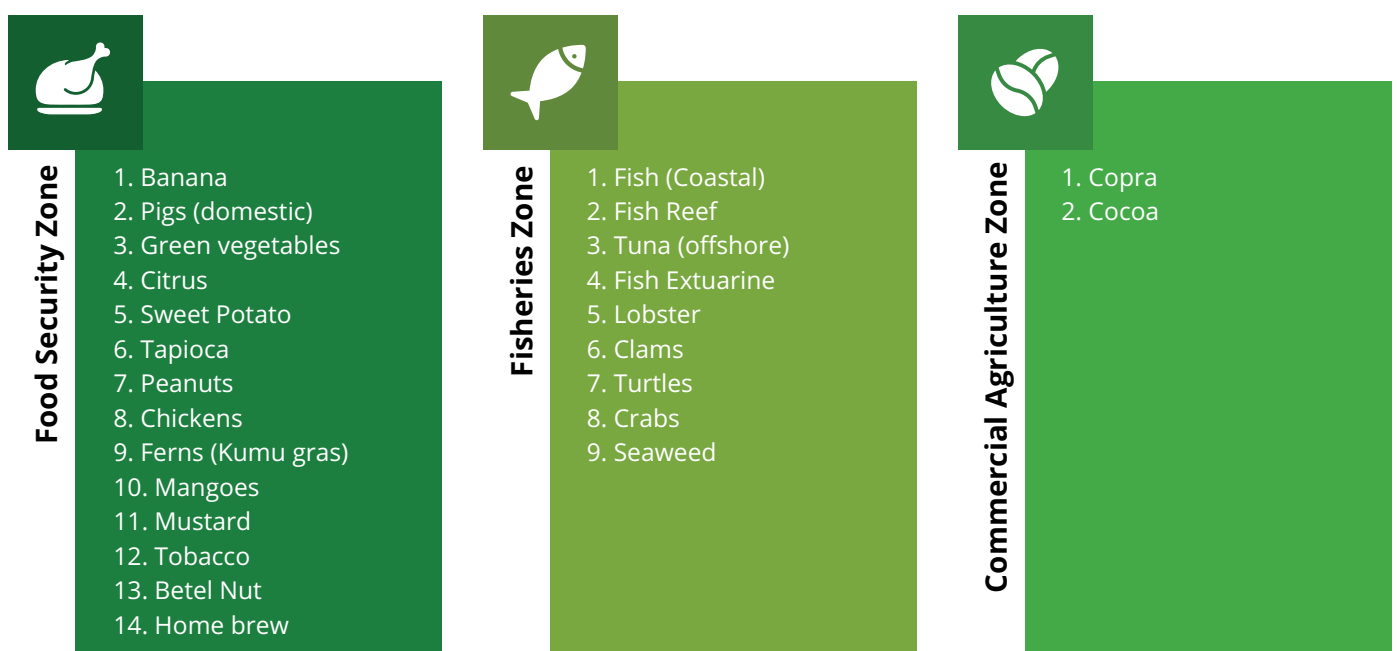 Food Security Zone
1. Banana
2. Pigs (domestic)
3. Green vegetables
4. Citrus
5. Sweet Potato
6. Tapioca
7. Peanuts
8. Chickens
9. Ferns (Kumu gras)
10. Mangoes
11. Mustard
12. Tobacco
13. Betel Nut
14. Home brew
Fisheries Zone
1. Fish (Coastal)
2. Fish Reef
3. Tuna (offshore)
4. Fish Extuarine
5. Lobster
6. Clams
7. Turtles
8. Crabs
9. Seaweed
Commercial Agriculture Zone
1. Copra
2. Cocoa